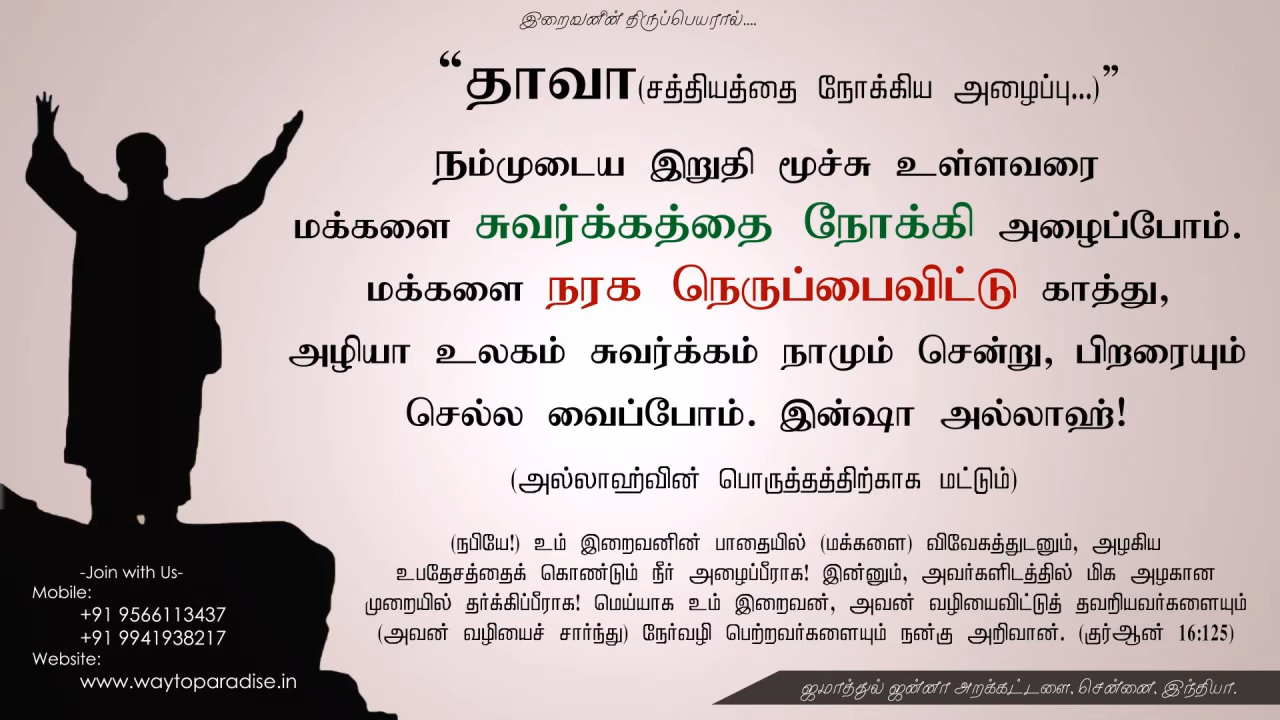 இறைவனின் திருப்பெயரால்....
“தாவா(சத்தியத்தை நோக்கிய அழைப்பு...)”
நம்முடைய இறுதி மூச்சு உள்ளவரை
மக்களை சுவர்க்கத்தை நோக்கி அழைப்போம்.
மக்களை நரக நெருப்பைவிட்டு காத்து,
அழியா உலகம் சுவர்க்கம் நாமும் சென்று, பிறரையும்
செல்ல வைப்போம். இன்ஷா அல்லாஹ்!
(அல்லாஹ்வின் பொருத்தத்திற்காக மட்டும்)
(நபியே!) உம் இறைவனின் பாதையில் (மக்களை) விவேகத்துடனும், அழகிய
உபதேசத்தைக் கொண்டும் நீர் அழைப்பீராக! இன்னும், அவர்களிடத்தில் மிக அழகான
முறையில் தர்க்கிப்பீராக! மெய்யாக உம் இறைவன், அவன் வழியைவிட்டுத் தவறியவர்களையும்
(அவன் வழியைச் சார்ந்து) நேர்வழி பெற்றவர்களையும் நன்கு அறிவான். (குர்ஆன் 16:125)
-Join with Us-
Mobile:
+91 9566113437
+91 9941938217
Website:
www.waytoparadise.in
ஜமாத்துல் ஜன்னா அறக்கட்டளை, சென்னை, இந்தியா.